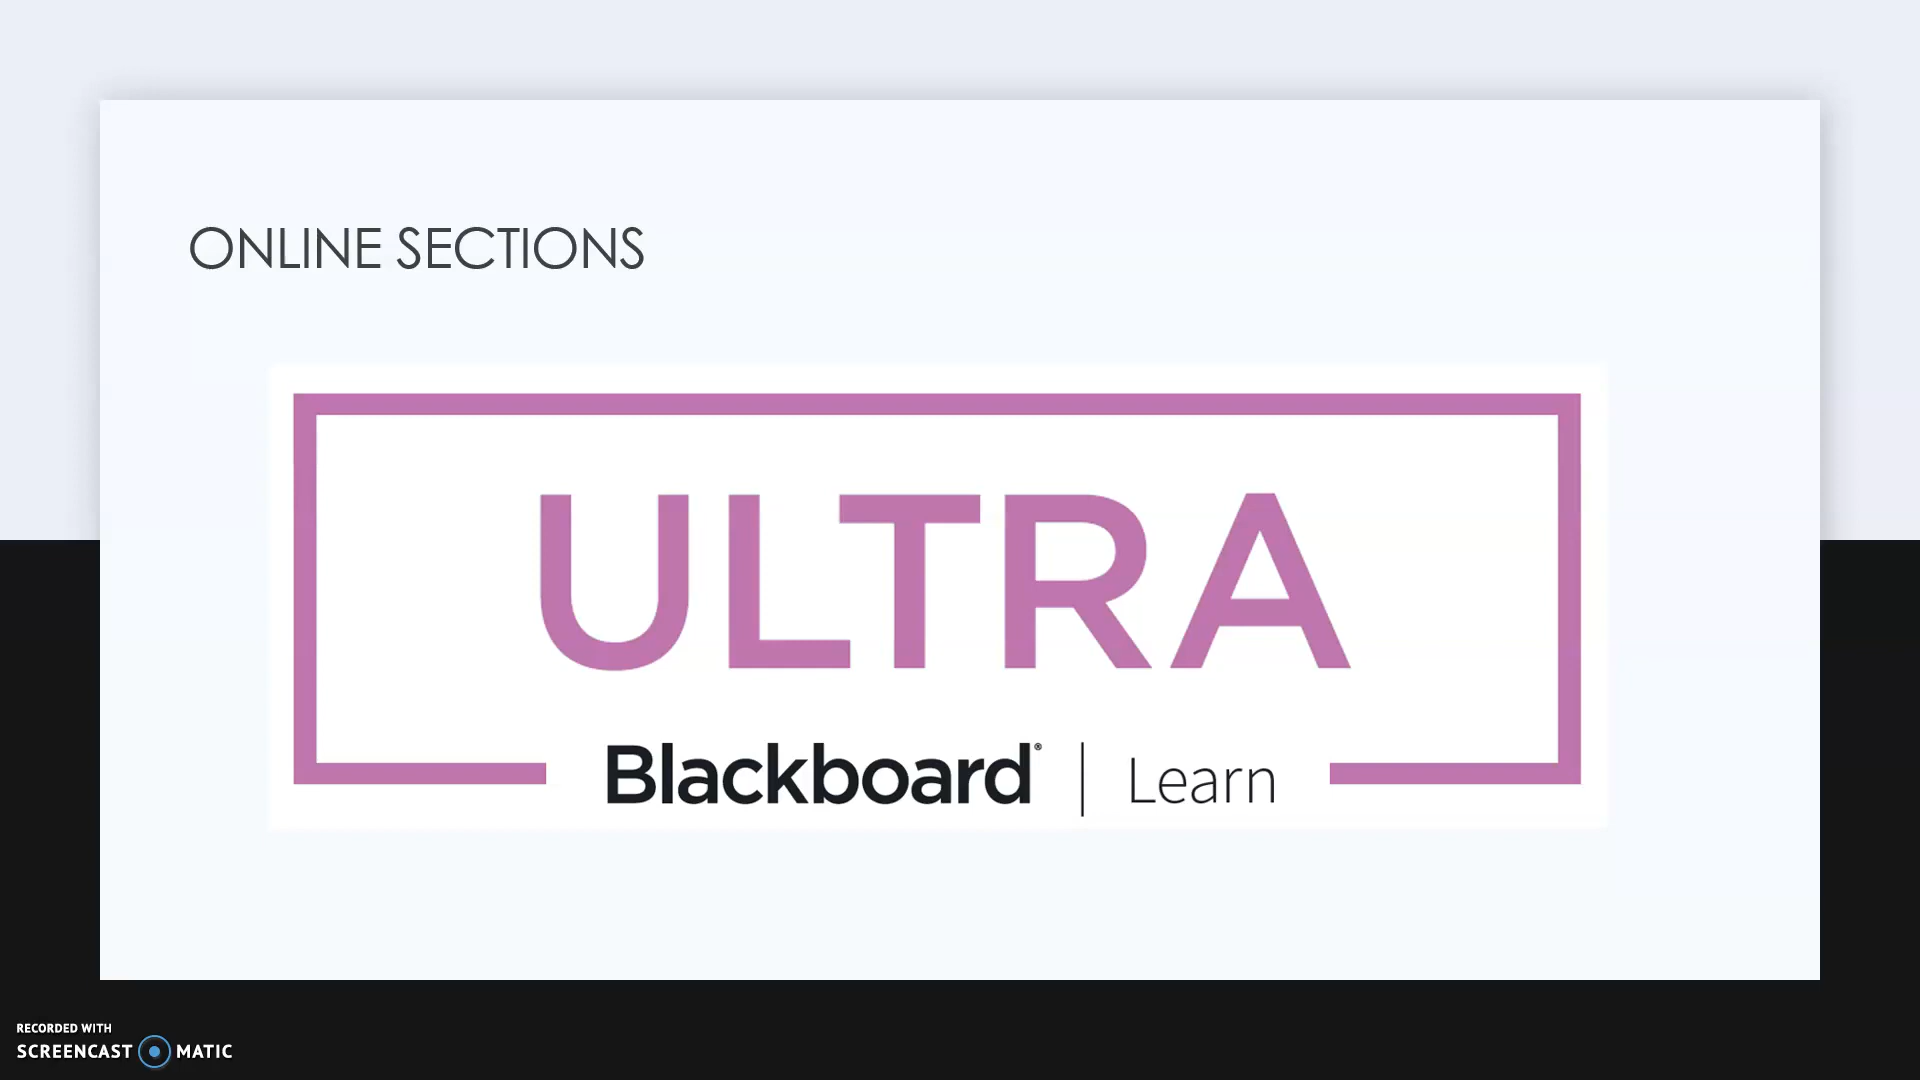 ONLINE SECTIONS
ULTRA
Blackboard® | Learn
RECORDED WITH
SCREENCAST MATIC